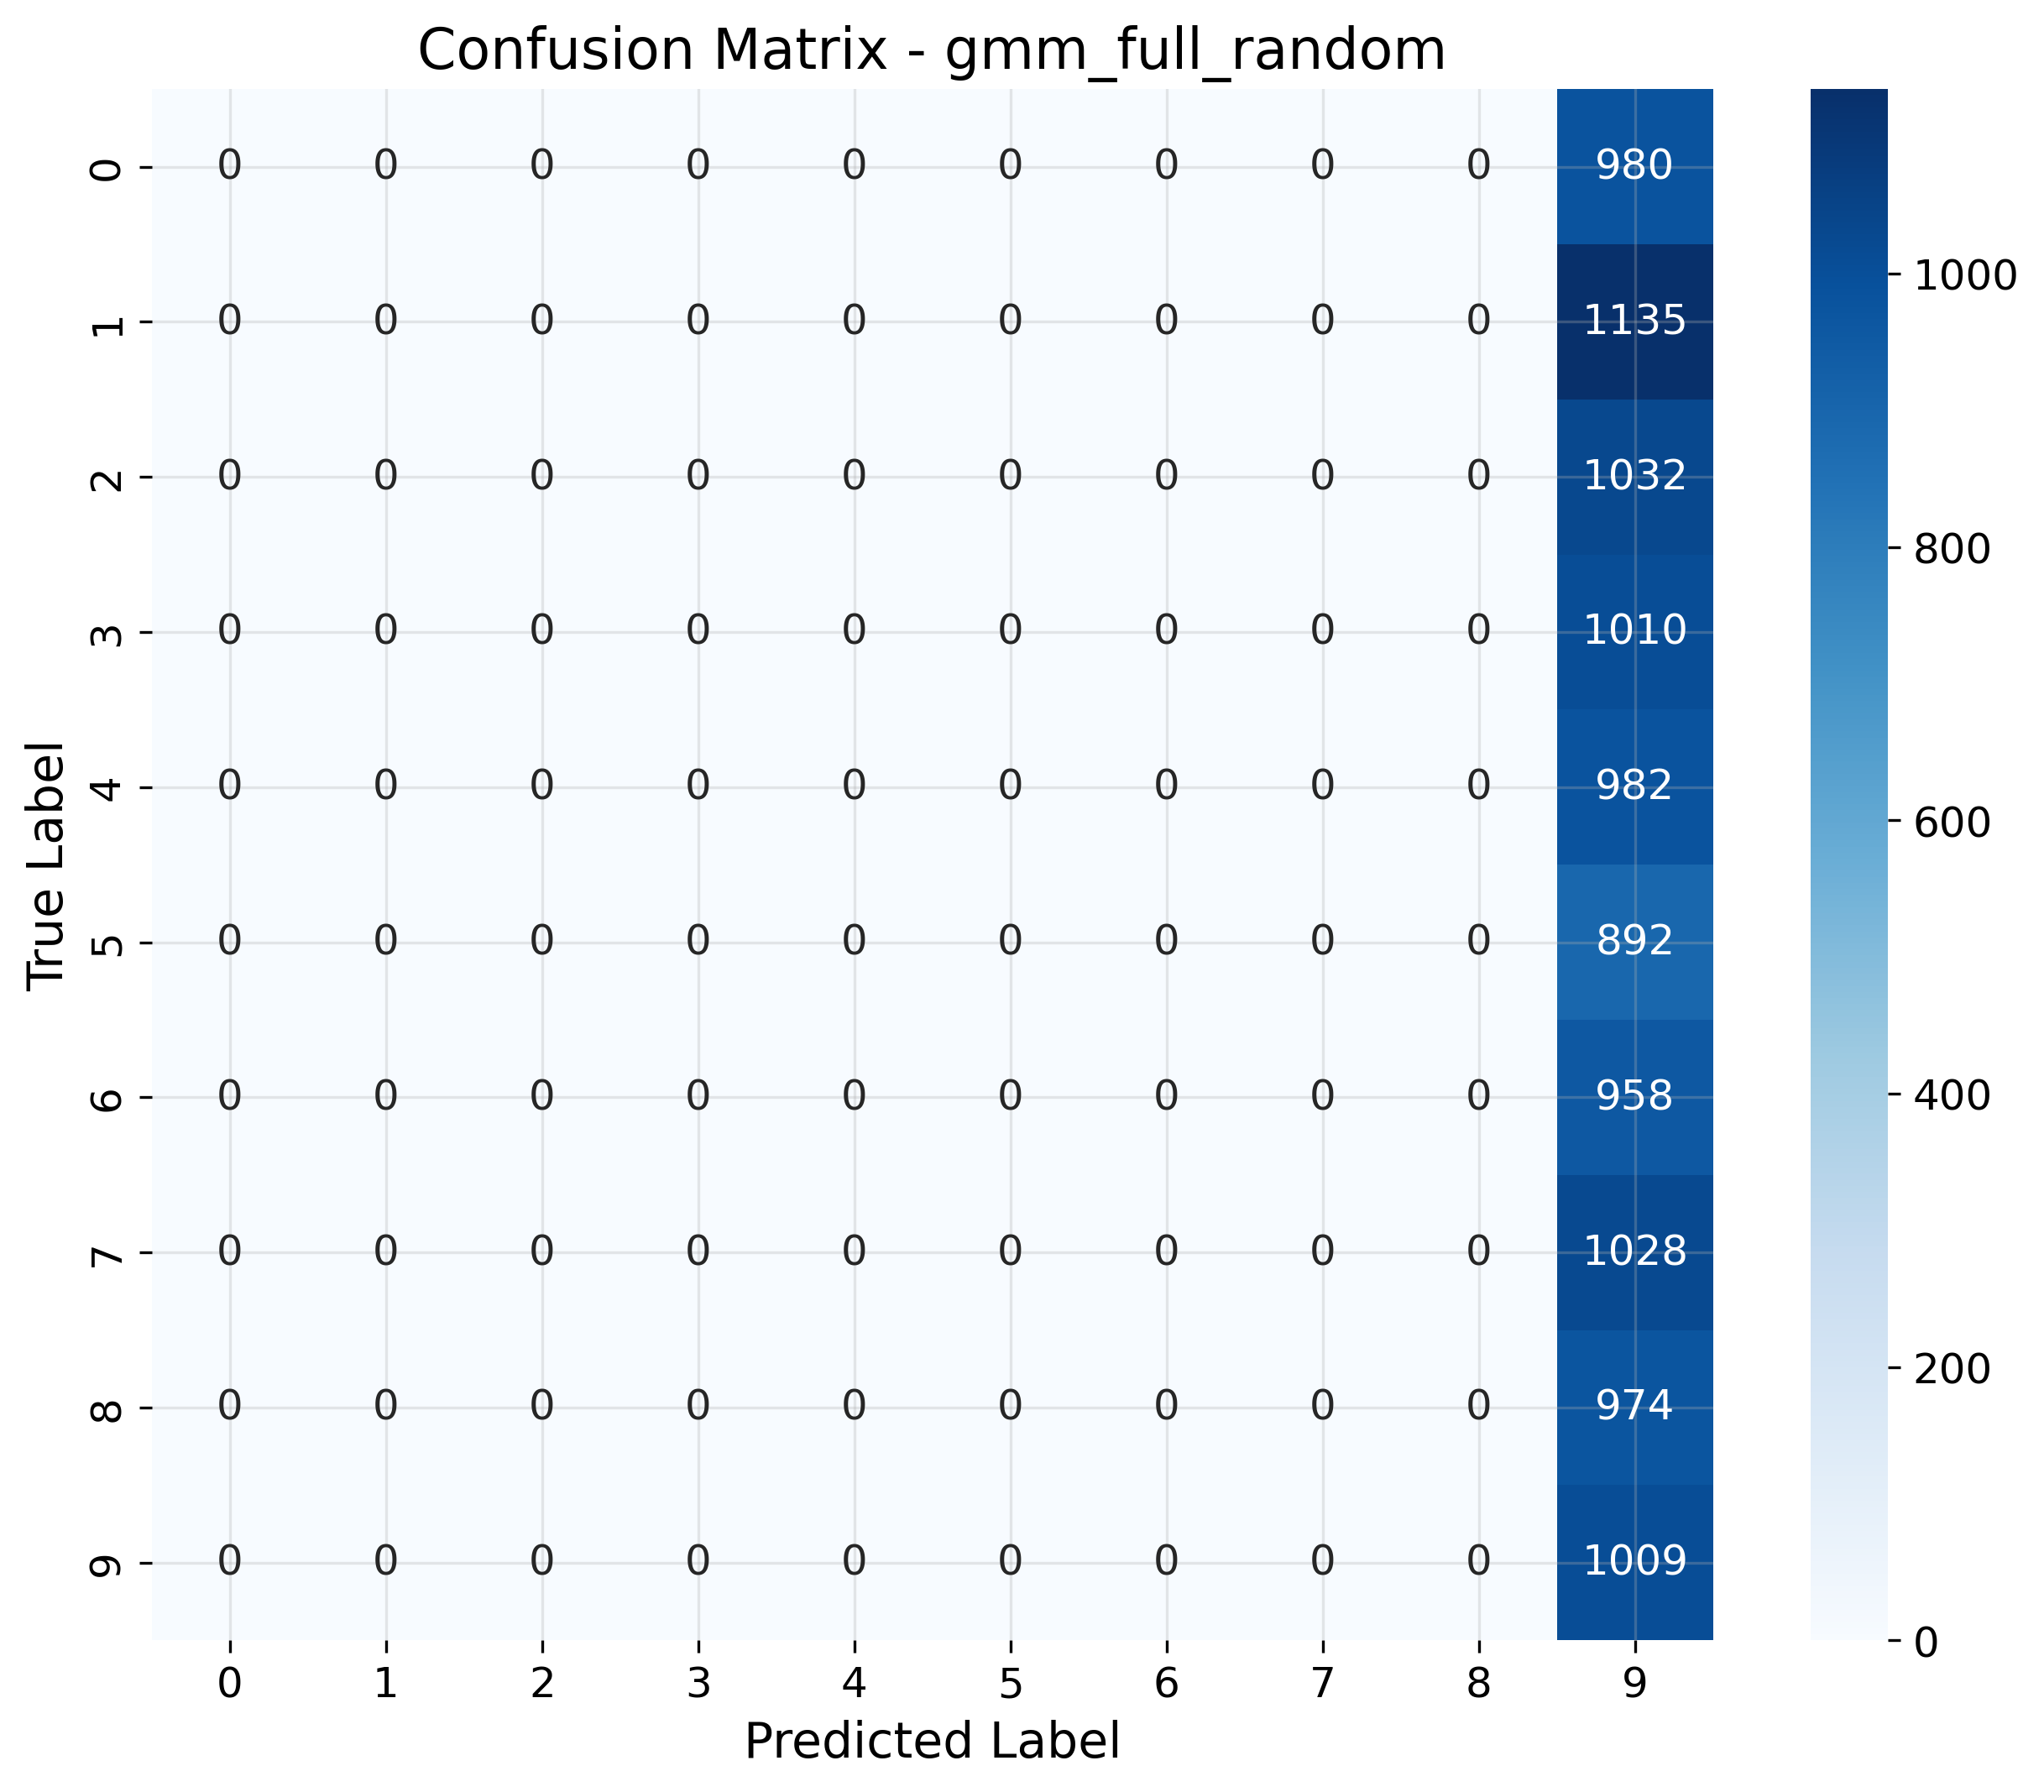 Confusion Matrix - gmm_full_random
True Label
0 0 0 0 0 0 0 0 0 0 980
1 0 0 0 0 0 0 0 0 0 1135
2 0 0 0 0 0 0 0 0 0 1032
3 0 0 0 0 0 0 0 0 0 1010
4 0 0 0 0 0 0 0 0 0 982
5 0 0 0 0 0 0 0 0 0 892
6 0 0 0 0 0 0 0 0 0 958
7 0 0 0 0 0 0 0 0 0 1028
8 0 0 0 0 0 0 0 0 0 974
9 0 0 0 0 0 0 0 0 0 1009
0 1 2 3 4 5 6 7 8 9
Predicted Label
1000
800
600
400
200
0